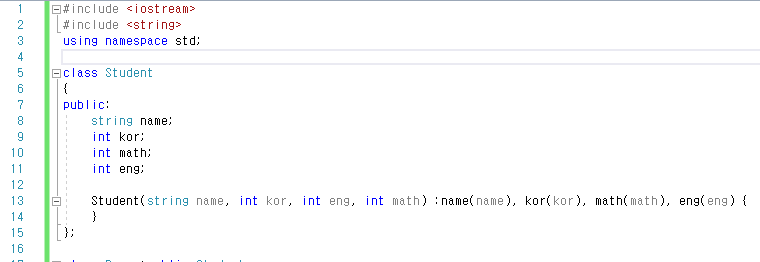 1 #include <iostream>
2 #include <string>
3 using namespace std;
4
5 class Student
6 {
7 public:
8 string name;
9 int kor;
10 int math;
11 int eng;
12
13 Student(string name, int kor, int eng, int math) :name(name), kor(kor), math(math), eng(eng) {
14 }
15 };
16